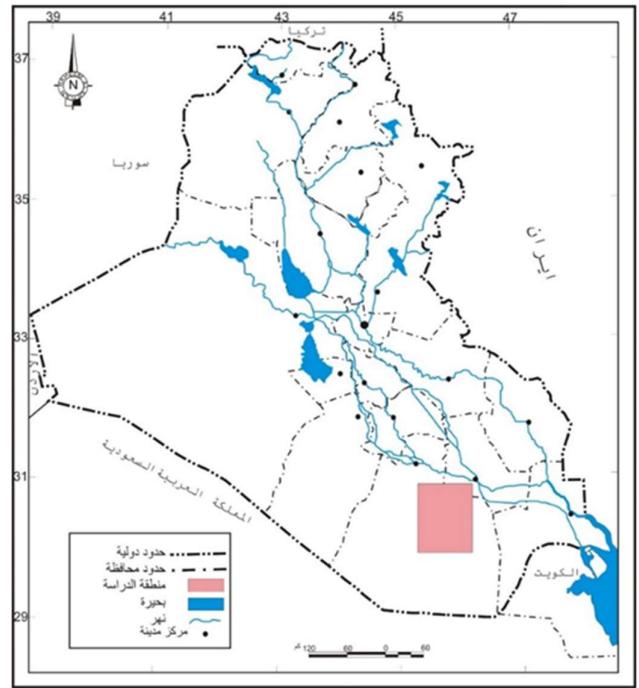 39 41 43 45 47
تركيا
37
N
سوريا
35
ايران
33
الاردن
المملكة العربية السعودية
31
حدود دولية
حدود محافظة
منطقة الدراسة
بحيرة
نهر
مركز مدينة
الكويت
29
120 60 0 60 كم